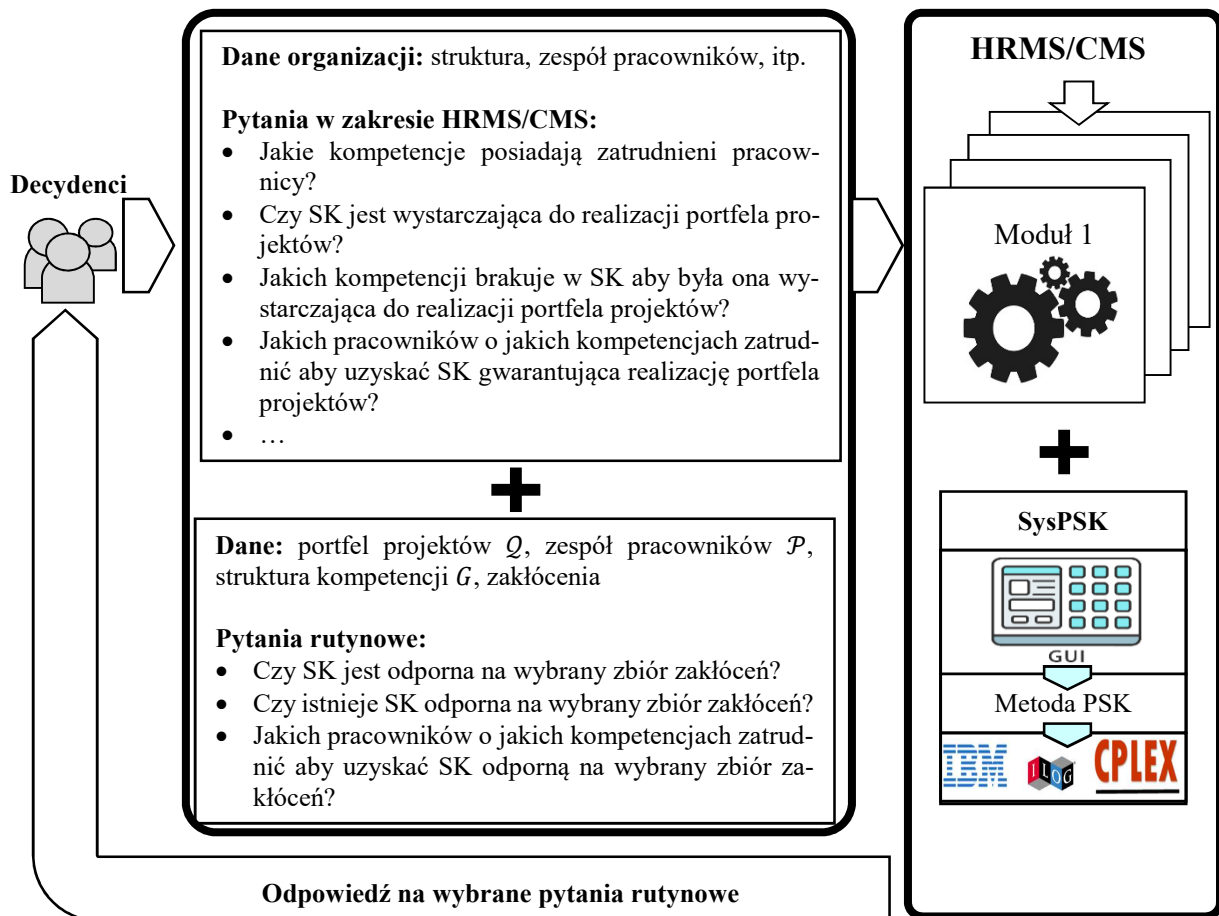 Decydenci
Dane organizacji: struktura, zespół pracowników, itp.
Pytania w zakresie HRMS/CMS:
• Jakie kompetencje posiadają zatrudnieni pracow-
nicy?
• Czy SK jest wystarczająca do realizacji portfela pro-
jektów?
• Jakich kompetencji brakuje w SK aby była ona wy-
starczająca do realizacji portfela projektów?
• Jakich pracowników o jakich kompetencjach zatrud-
nić aby uzyskać SK gwarantująca realizację portfela
projektów?
• …
+
Dane: portfel projektów 𝒬, zespół pracowników 𝒫,
struktura kompetencji 𝐺, zakłócenia
Pytania rutynowe:
• Czy SK jest odporna na wybrany zbiór zakłóceń?
• Czy istnieje SK odporna na wybrany zbiór zakłóceń?
• Jakich pracowników o jakich kompetencjach zatrud-
nić aby uzyskać SK odporną na wybrany zbiór za-
kłóceń?
HRMS/CMS
Moduł 1
+
SysPSK
GUI
Metoda PSK
IBM ILOG CPLEX
Odpowiedź na wybrane pytania rutynowe